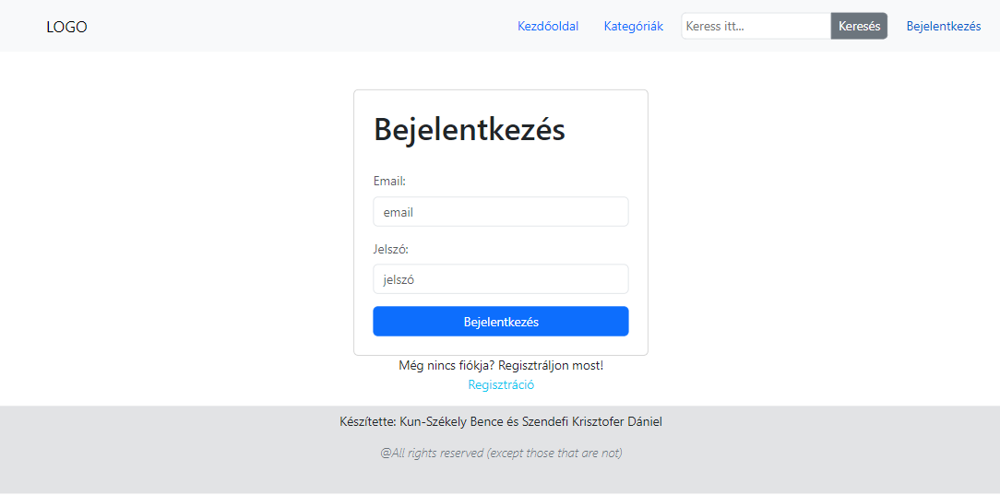 LOGO
Kezdőoldal
Kategóriák
Keress itt...
Keresés
Bejelentkezés
Bejelentkezés
Email:
email
Jelszó:
jelszó
Bejelentkezés
Még nincs fiókja? Regisztráljon most!
Regisztráció
Készítette: Kun-Székely Bence és Szendefi Krisztofer Dániel
@All rights reserved (except those that are not)